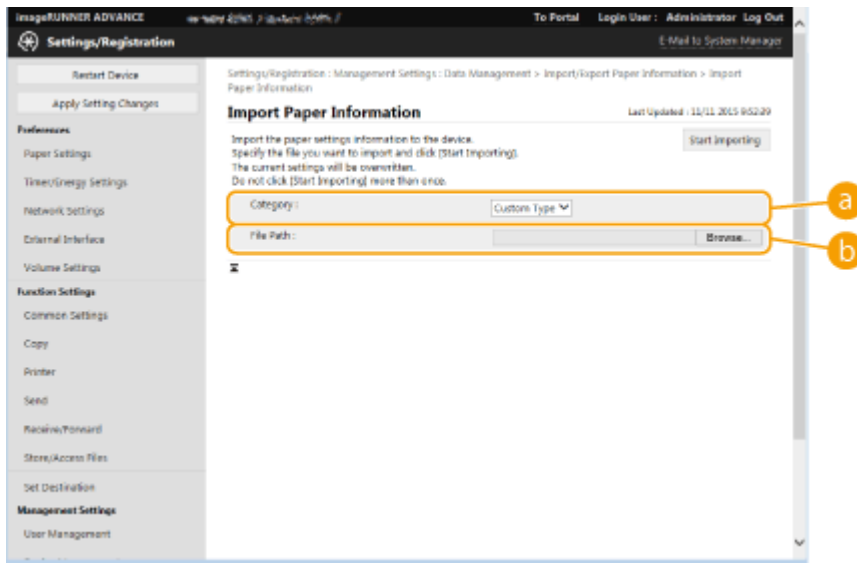 imageRUNNER ADVANCE
To Portal Login User : Administrator Log Out
Settings/Registration
E-Mail to System Manager
Restart Device
Apply Setting Changes
Preferences
Paper Settings
Timer/Energy Settings
Network Settings
External Interface
Volume Settings
Function Settings
Common Settings
Copy
Printer
Send
Receive/Forward
Store/Access Files
Set Destination
Management Settings
User Management
Settings/Registration : Management Settings : Data Management > Import/Export Paper Information > Import
Paper Information
Import Paper Information
Last Updated : 11/11 2015 9:52:39
Import the paper settings information to the device.
Specify the file you want to import and click [Start Importing].
The current settings will be overwritten.
Do not click [Start Importing] more than once.
Start Importing
Category :
Custom Type
a
File Path :
Browse...
b